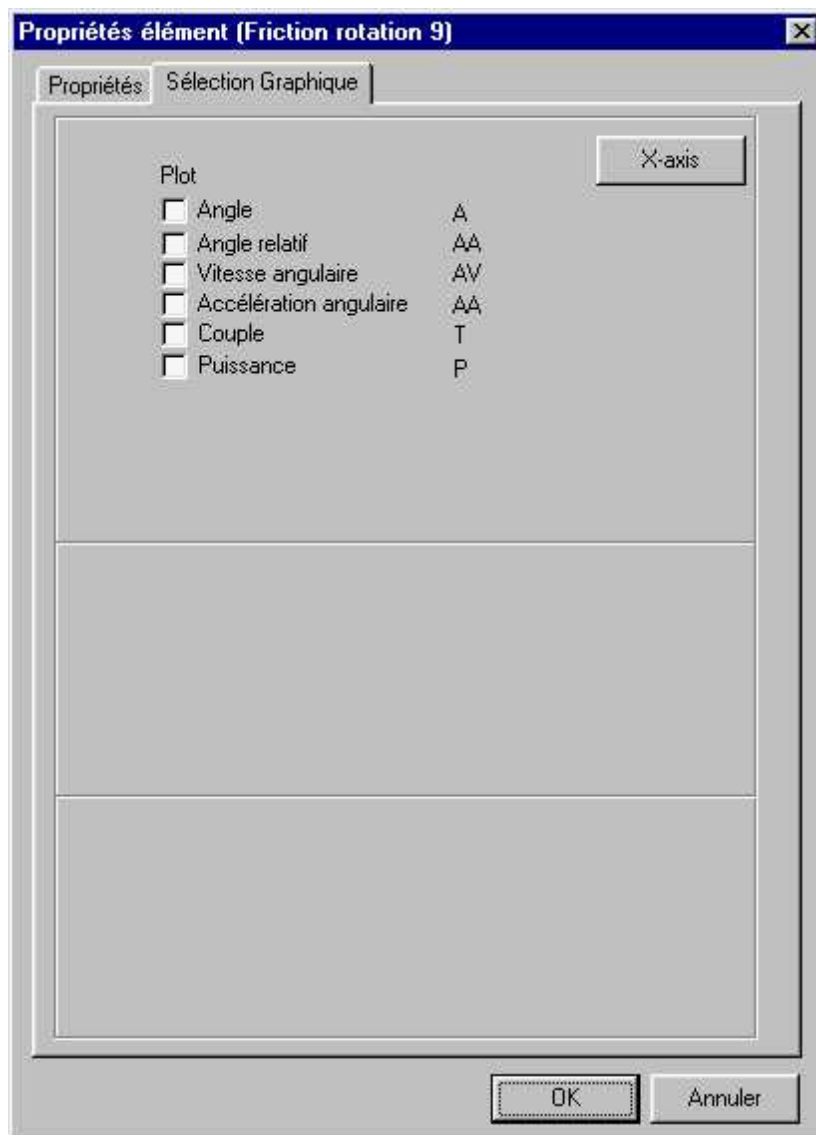 Propriétés élément (Friction rotation 9)
Propriétés Sélection Graphique
X-axis
Plot
Angle A
Angle relatif AA
Vitesse angulaire AV
Accélération angulaire AA
Couple T
Puissance P
OK Annuler